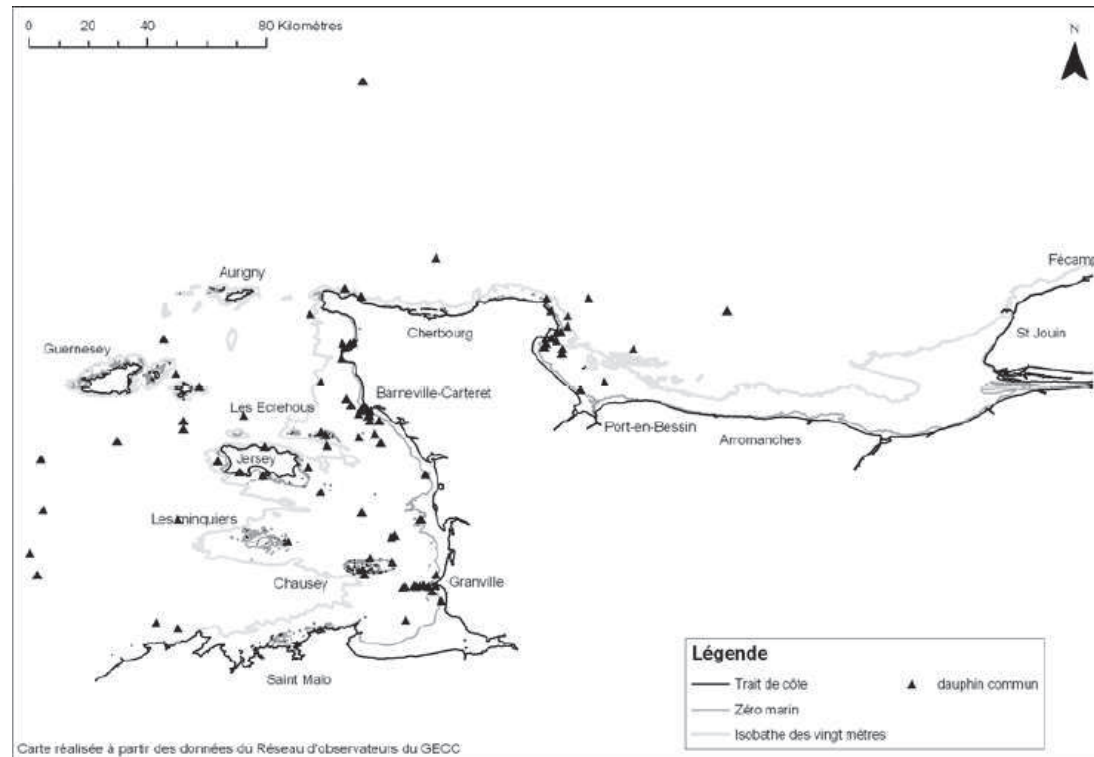 0 20 40 80 Kilomètres
N
Aurigny
Fécamp
Cherbourg
St Jouin
Guernesey
Barneville-Carteret
Les Ecrehous
Port-en-Bessin
Arromanches
Jersey
Les minquiers
Chausey
Granville
Saint Malo
Légende
Trait de côte
dauphin commun
Zéro marin
Isobathe des vingt mètres
Carte réalisée à partir des données du Réseau d'observateurs du GECC